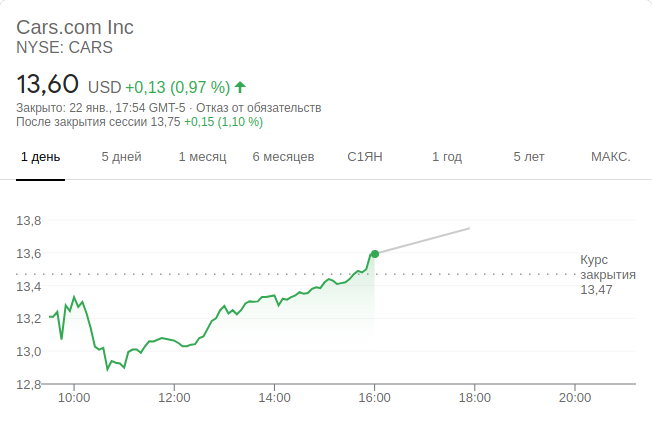 Cars.com Inc
NYSE: CARS
13,60 USD +0,13 (0,97 %)
Закрыто: 22 янв., 17:54 GMT-5 · Отказ от обязательств
После закрытия сессии 13,75 +0,15 (1,10 %)
1 день 5 дней 1 месяц 6 месяцев С1ЯН 1 год 5 лет МАКС.
13,8
13,6
13,4
13,2
13,0
12,8
Курс
закрытия
13,47
10:00 12:00 14:00 16:00 18:00 20:00